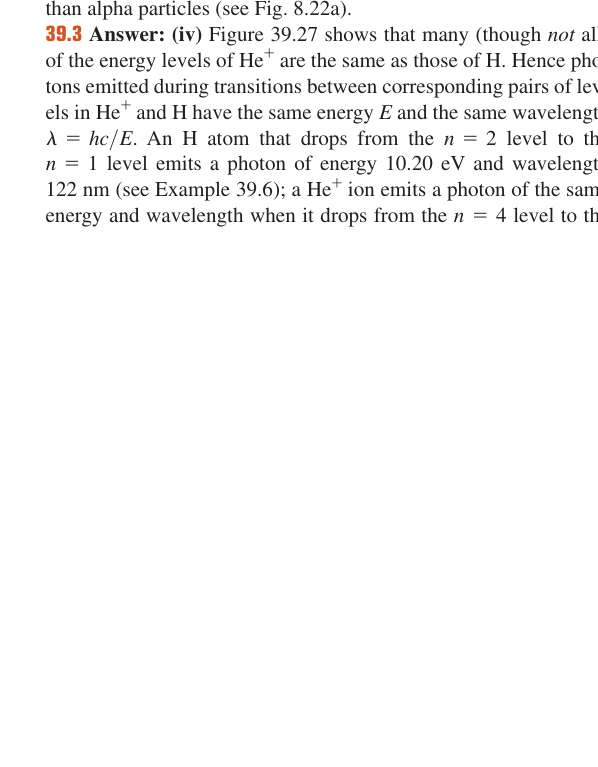 than alpha particles (see Fig. 8.22a).
39.3 Answer: (iv) Figure 39.27 shows that many (though not al
of the energy levels of He⁺ are the same as those of H. Hence pho
tons emitted during transitions between corresponding pairs of lev
els in He⁺ and H have the same energy E and the same wavelengt
λ = hc/E. An H atom that drops from the n = 2 level to th
n = 1 level emits a photon of energy 10.20 eV and wavelengt
122 nm (see Example 39.6); a He⁺ ion emits a photon of the sam
energy and wavelength when it drops from the n = 4 level to th